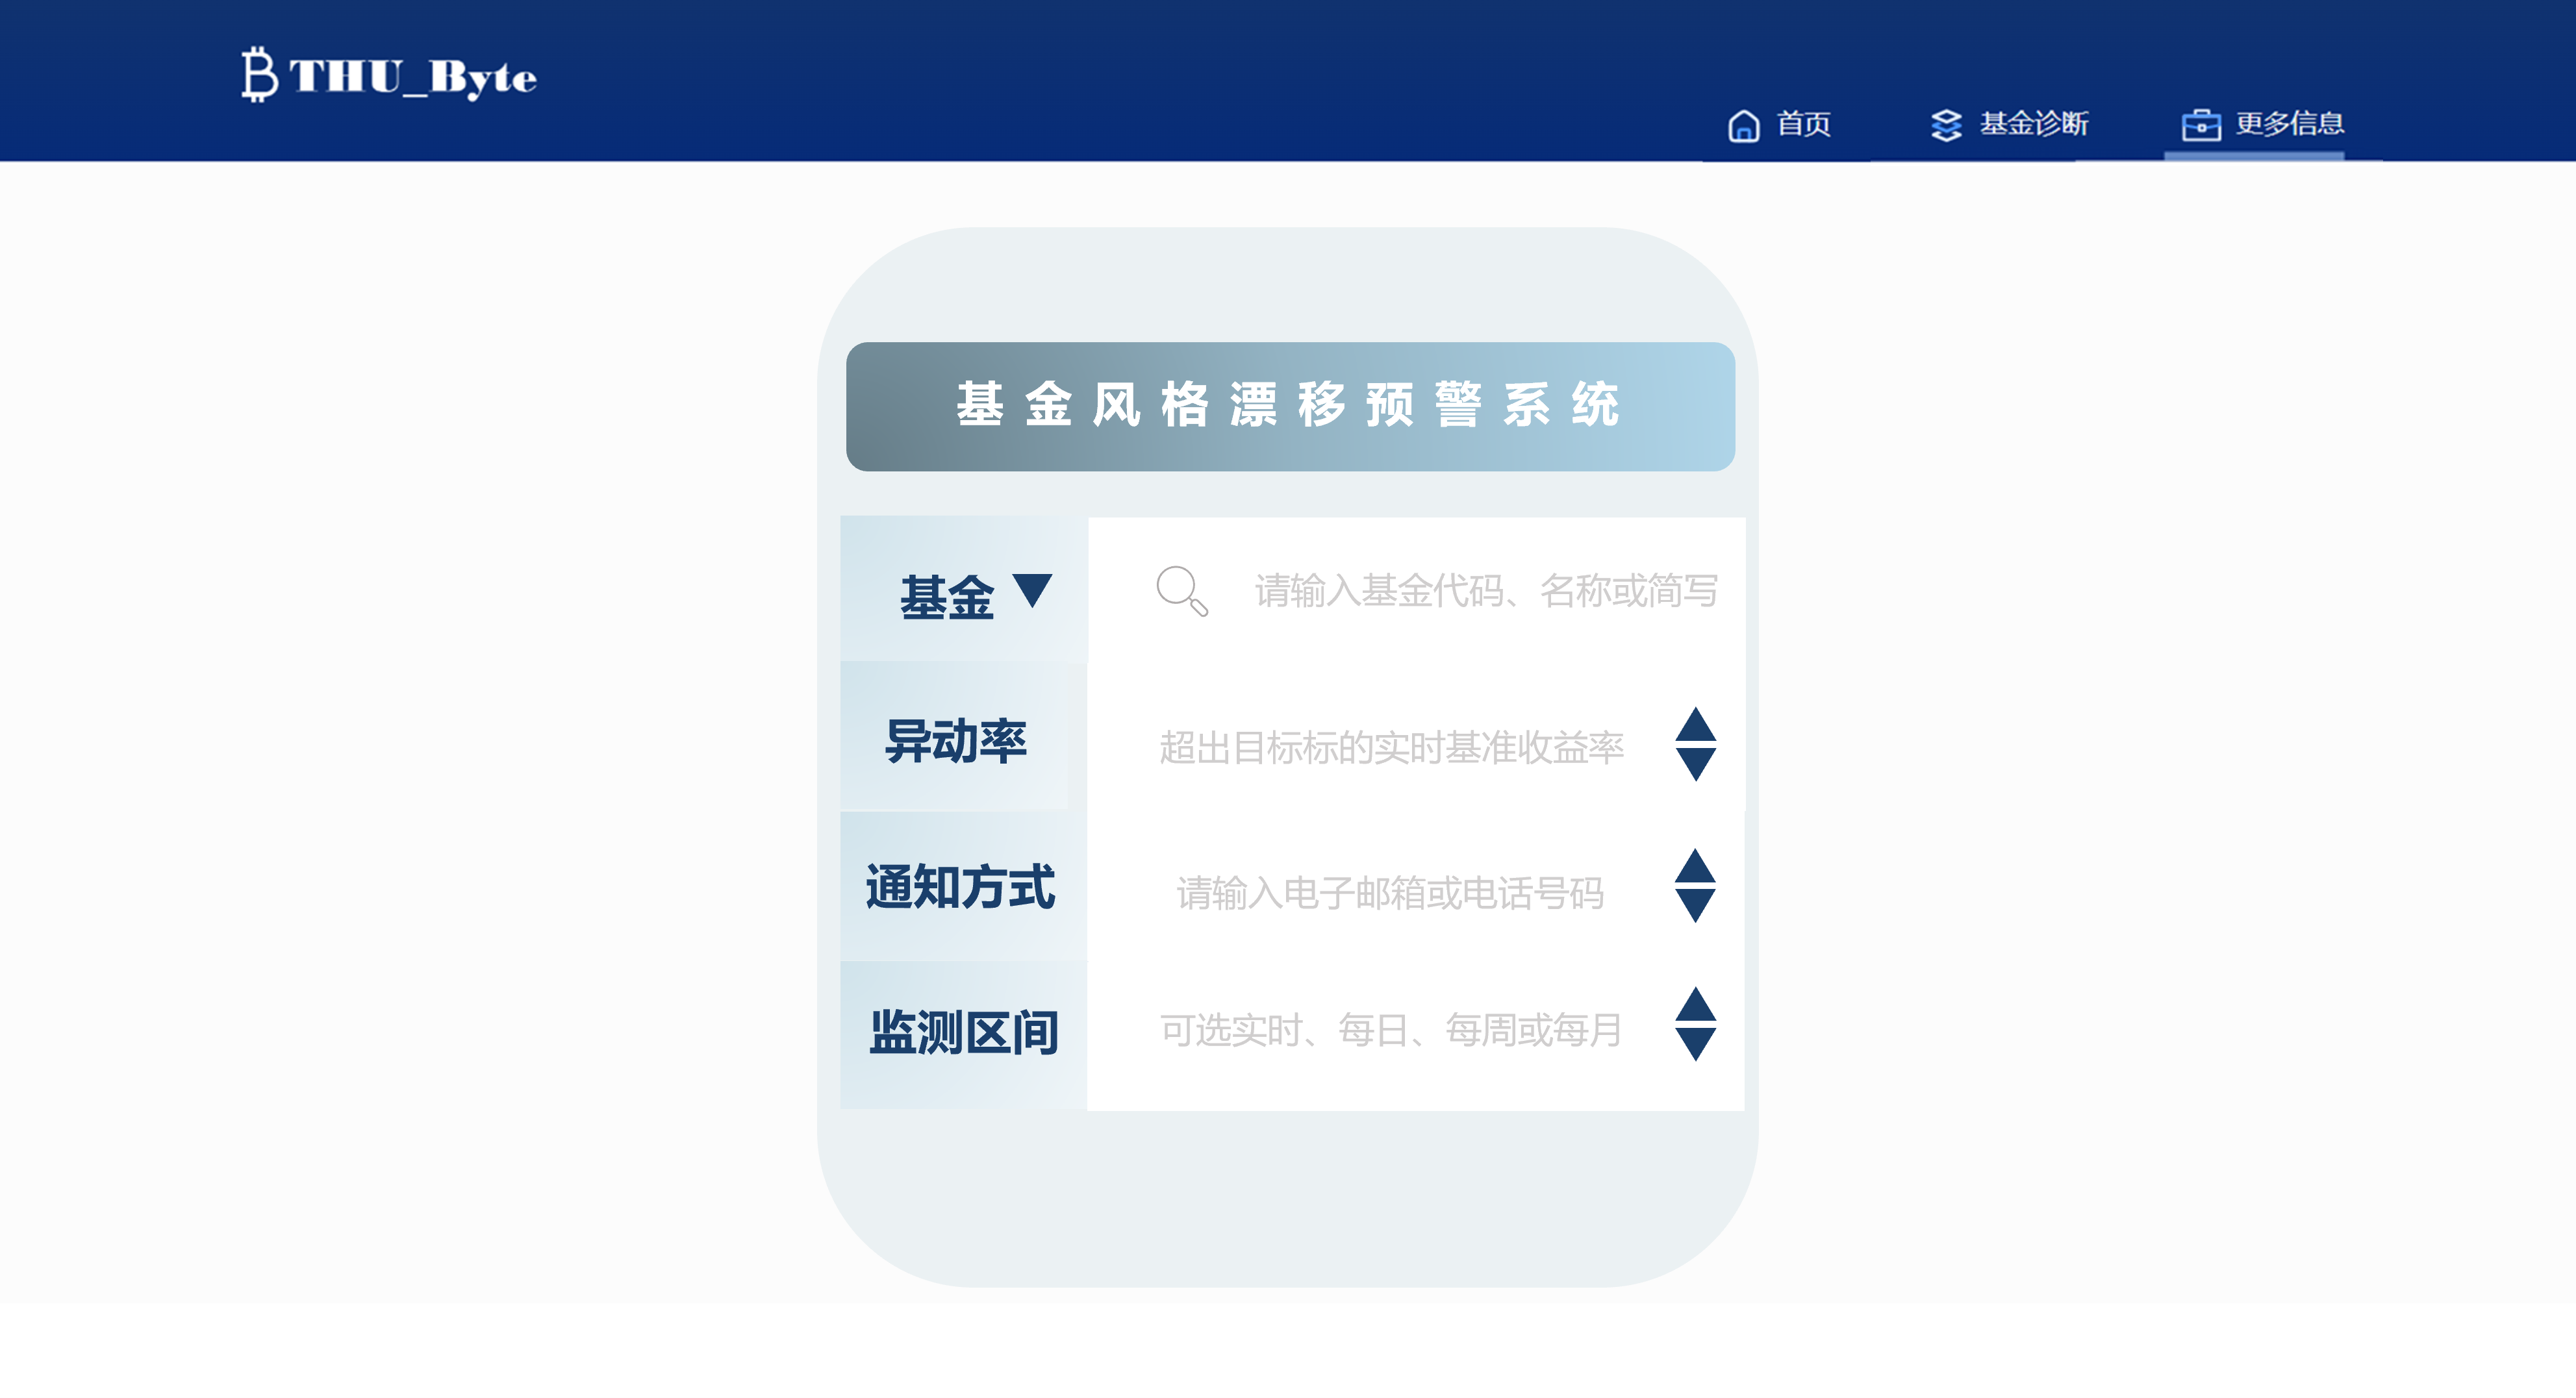 THU_Byte
首页 基金诊断 更多信息
基金风格漂移预警系统
基金 请输入基金代码、名称或简写
异动率 超出目标标的实时基准收益率
通知方式 请输入电子邮箱或电话号码
监测区间 可选实时、每日、每周或每月